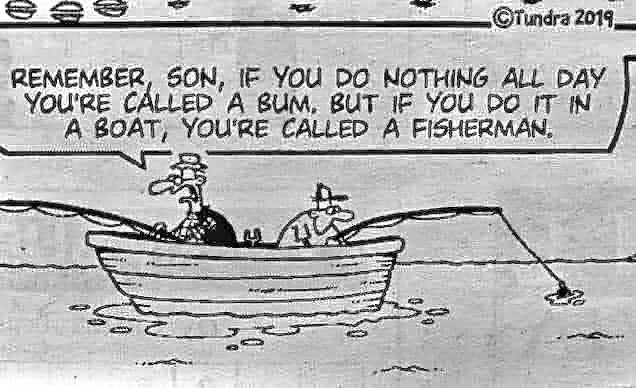 ©Tundra 2019
REMEMBER, SON, IF YOU DO NOTHING ALL DAY
YOU'RE CALLED A BUM. BUT IF YOU DO IT IN
A BOAT, YOU'RE CALLED A FISHERMAN.